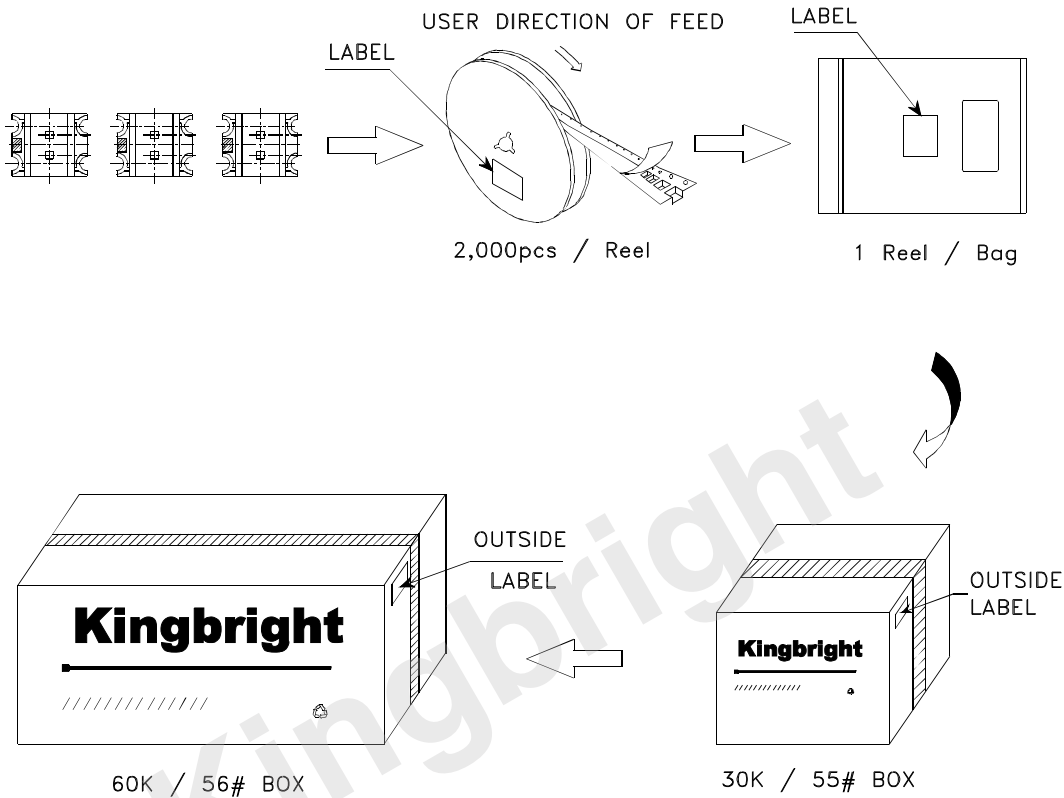 USER DIRECTION OF FEED
LABEL
LABEL
2,000pcs / Reel
1 Reel / Bag
OUTSIDE
LABEL
OUTSIDE
LABEL
Kingbright
Kingbright
Kingbright
60K / 56# BOX
30K / 55# BOX